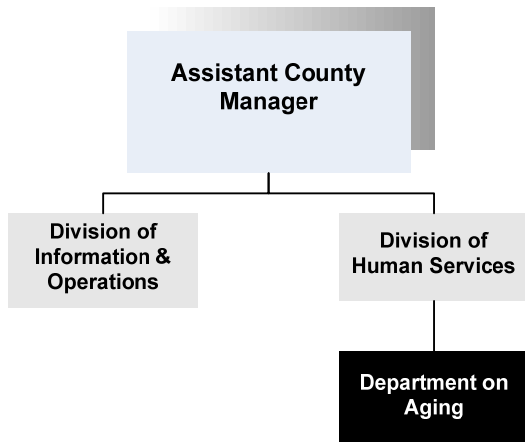 Assistant County
Manager
Division of
Information &
Operations
Division of
Human Services
Department on
Aging